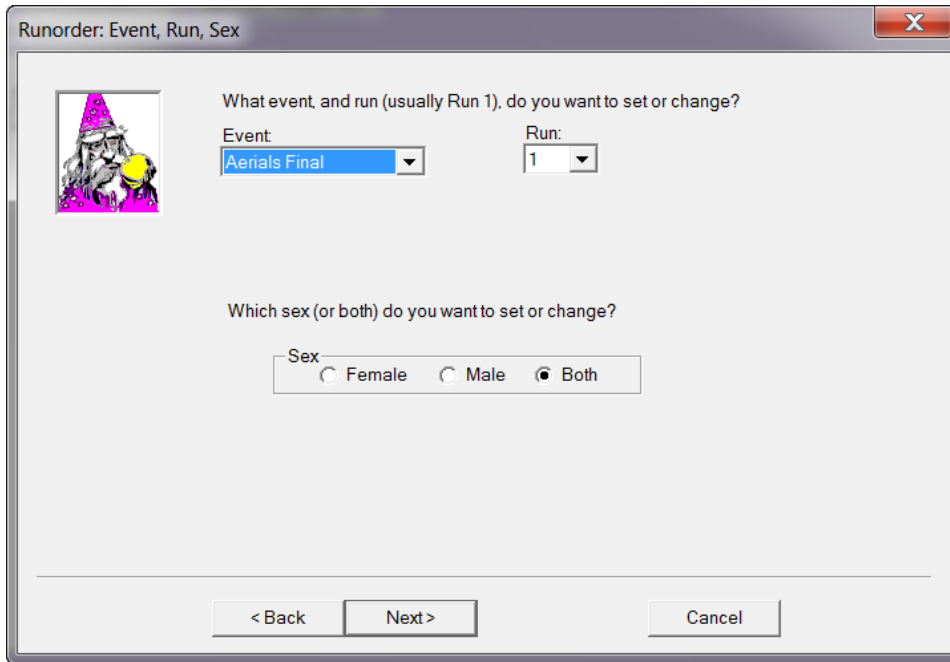 Runorder: Event, Run, Sex
What event, and run (usually Run 1), do you want to set or change?
Event:
Run:
Aerials Final
1
Which sex (or both) do you want to set or change?
Sex
Female Male Both
< Back Next > Cancel